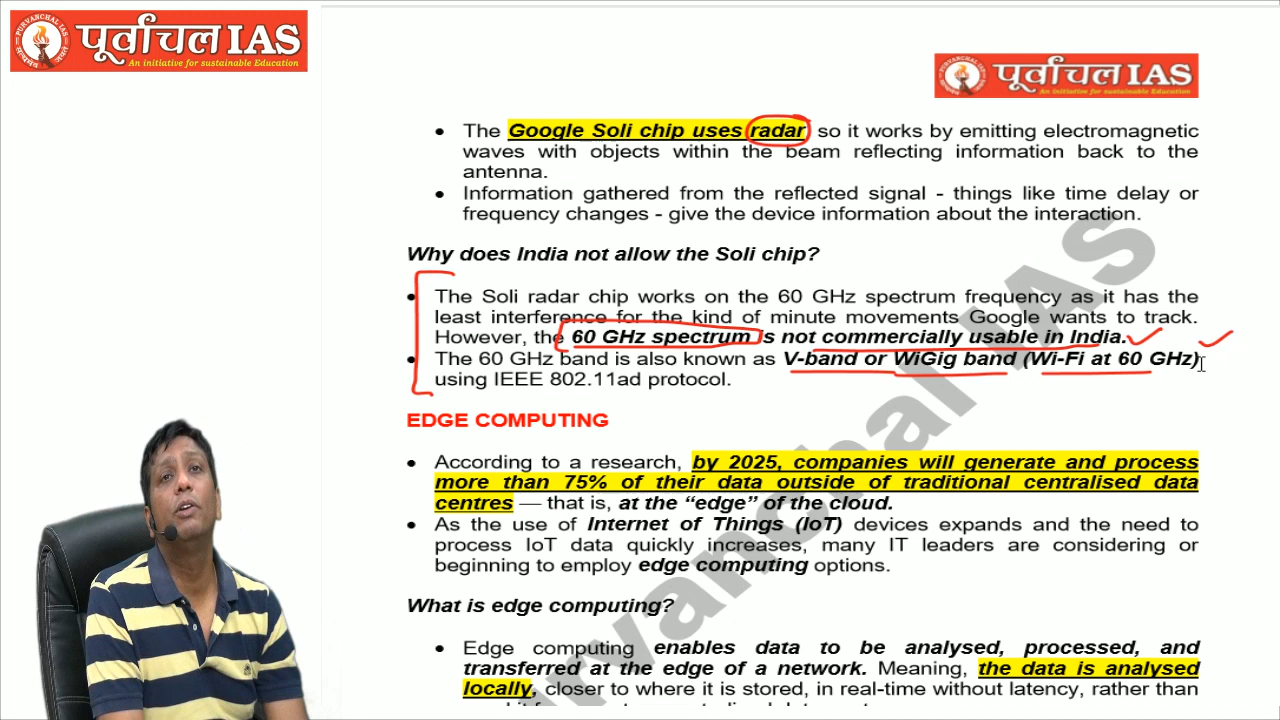 PURVANCHAL IAS
पूर्वांचल IAS
An initiative for sustainable Education
पूर्वांचल IAS
An initiative for sustainable Education
• The Google Soli chip uses radar so it works by emitting electromagnetic
waves with objects within the beam reflecting information back to the
antenna.
• Information gathered from the reflected signal - things like time delay or
frequency changes - give the device information about the interaction.
Why does India not allow the Soli chip?
• The Soli radar chip works on the 60 GHz spectrum frequency as it has the
least interference for the kind of minute movements Google wants to track.
However, the 60 GHz spectrum is not commercially usable in India.
• The 60 GHz band is also known as V-band or WiGig band (Wi-Fi at 60 GHz)
using IEEE 802.11ad protocol.
EDGE COMPUTING
• According to a research, by 2025, companies will generate and process
more than 75% of their data outside of traditional centralised data
centres — that is, at the “edge” of the cloud.
• As the use of Internet of Things (IoT) devices expands and the need to
process IoT data quickly increases, many IT leaders are considering or
beginning to employ edge computing options.
What is edge computing?
• Edge computing enables data to be analysed, processed, and
transferred at the edge of a network. Meaning, the data is analysed
locally, closer to where it is stored, in real-time without latency, rather than
urvanchal IAS